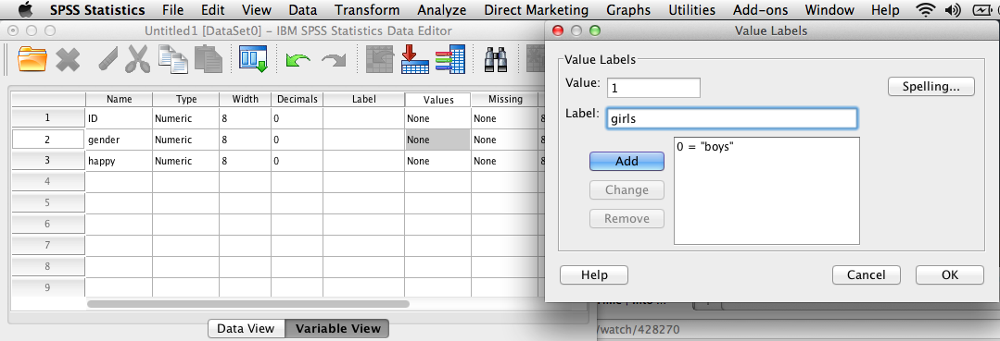 SPSS Statistics File Edit View Data Transform Analyze Direct Marketing Graphs Utilities Add-ons Window Help
Untitled1 [DataSet0] – IBM SPSS Statistics Data Editor
Name Type Width Decimals Label Values Missing
1 ID Numeric 8 0 None None 8
2 gender Numeric 8 0 None None 8
3 happy Numeric 8 0 None None 8
4
5
6
7
8
9
Data View Variable View
Value Labels
Value Labels
Value: 1 Spelling...
Label: girls
0 = "boys"
Add
Change
Remove
Help Cancel OK
/watch/428270